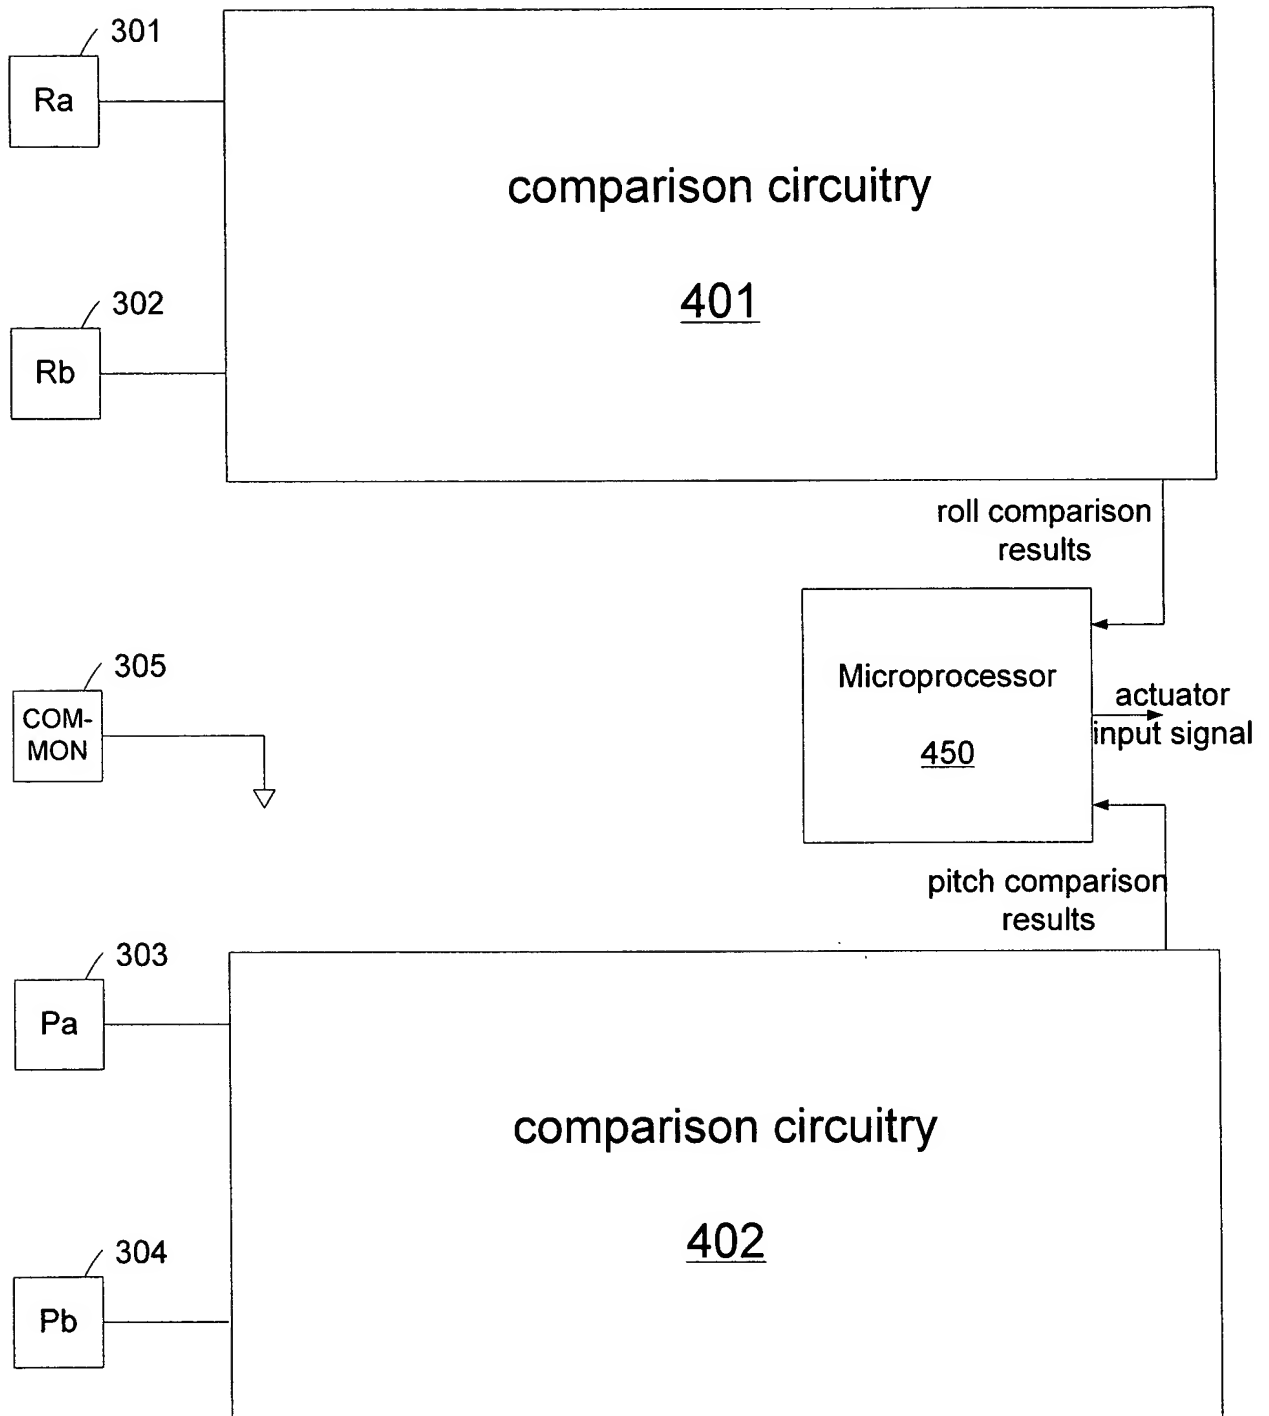 301
Ra
comparison circuitry
401
302
Rb
roll comparison
results
305
COM-
MON
Microprocessor
450
actuator
input signal
pitch comparison
results
303
Pa
comparison circuitry
402
304
Pb